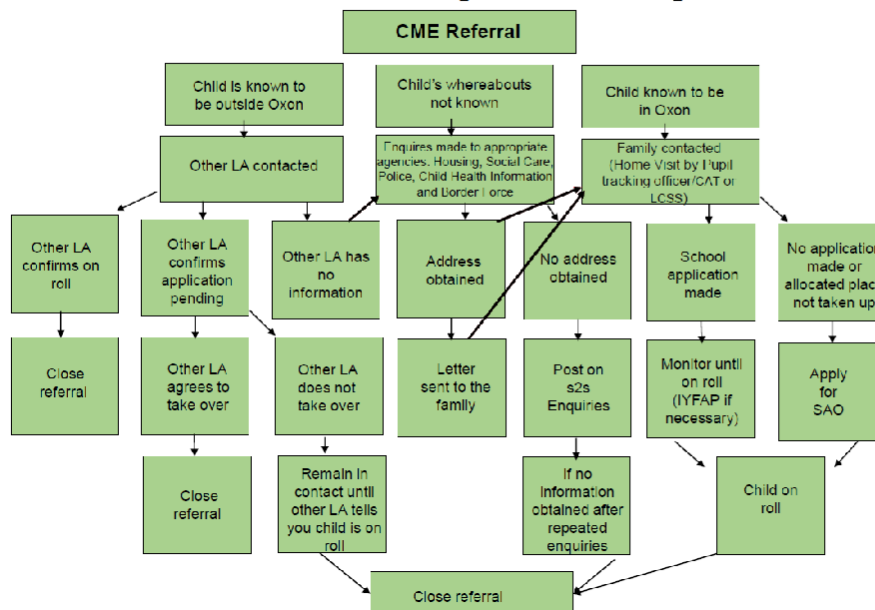 CME Referral
Child is known to
be outside Oxon
Child's whereabouts
not known
Child known to be
in Oxon
Other LA contacted
Enquires made to appropriate
agencies. Housing, Social Care,
Police, Child Health Information
and Border Force
Family contacted
(Home Visit by Pupil
tracking officer/CAT or
LCSS)
Other LA
confirms on
roll
Other LA
confirms
application
pending
Other LA has
no
information
Address
obtained
No address
obtained
School
application
made
No application
made or
allocated place
not taken up
Close
referral
Other LA
agrees to
take over
Other LA
does not
take over
Letter
sent to the
family
Post on
s2s
Enquiries
Monitor until
on roll
(IYFAP if
necessary)
Apply
for
SAO
Close
referral
Remain in
contact until
other LA tells
you child is on
roll
If no
information
obtained after
repeated
enquiries
Child on
roll
Close referral